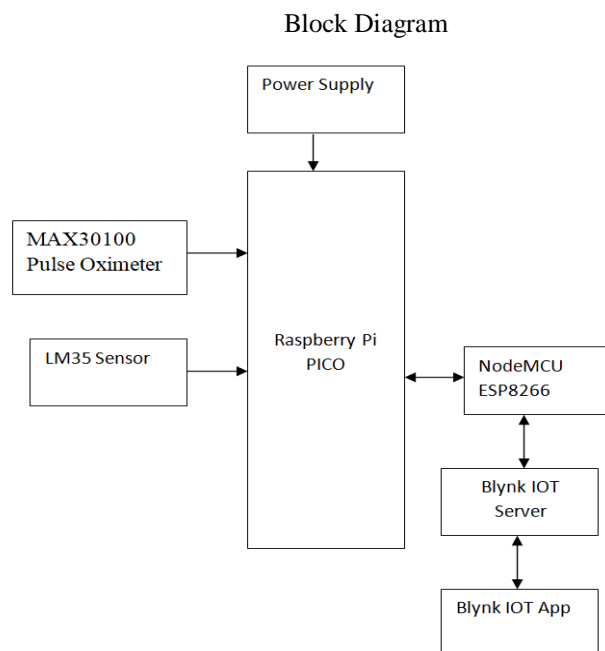 Block Diagram
Power Supply
MAX30100
Pulse Oximeter
LM35 Sensor
Raspberry Pi
PICO
NodeMCU
ESP8266
Blynk IOT
Server
Blynk IOT App